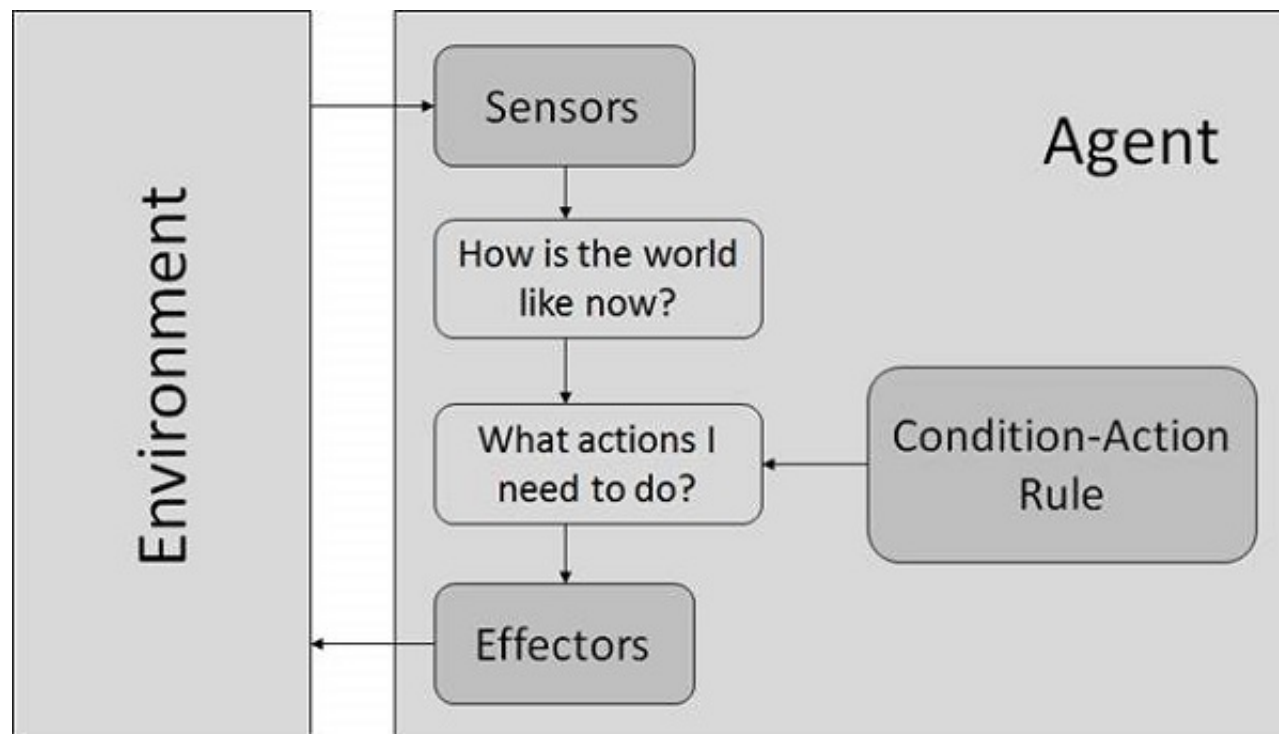 Environment
Sensors
Agent
How is the world
like now?
What actions I
need to do?
Condition-Action
Rule
Effectors